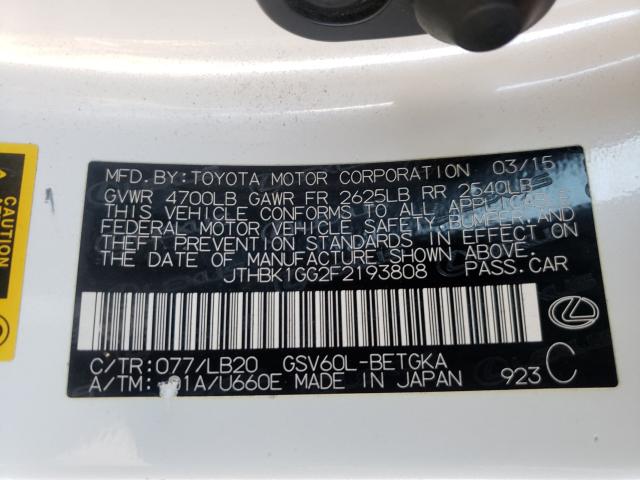 MFD. BY: TOYOTA MOTOR CORPORATION 03/15
GVWR 4700LB GAWR FR 2625LB RR 2540LB
THIS VEHICLE CONFORMS TO ALL APPLICABLE
FEDERAL MOTOR VEHICLE SAFETY, BUMPER, AND
THEFT PREVENTION STANDARDS IN EFFECT ON
THE DATE OF MANUFACTURE SHOWN ABOVE.
JTHBK1GG2F2193808 PASS. CAR
C/TR: 077/LB20 GSV60L-BETGKA
A/TM: 01A/U660E MADE IN JAPAN 923 C
CAUTION